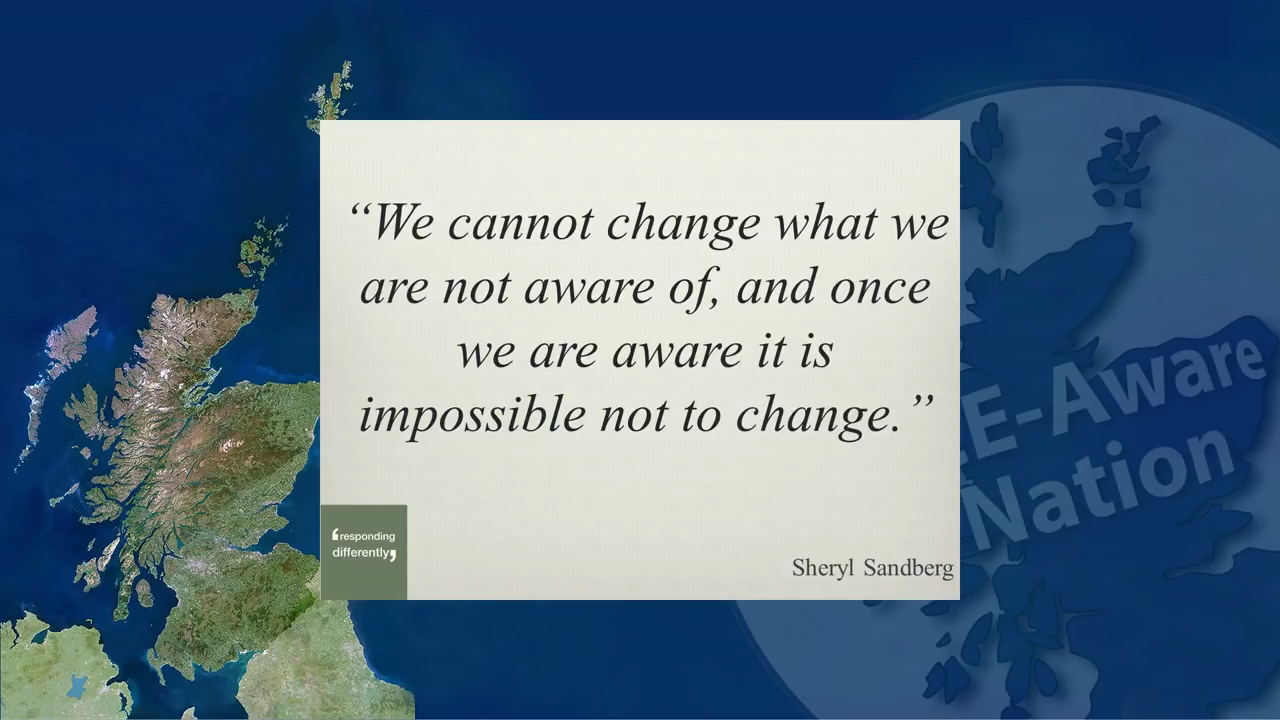 “We cannot change what we
are not aware of, and once
we are aware it is
impossible not to change.”
‘responding
differently’
Sheryl Sandberg
E-Aware
Nation